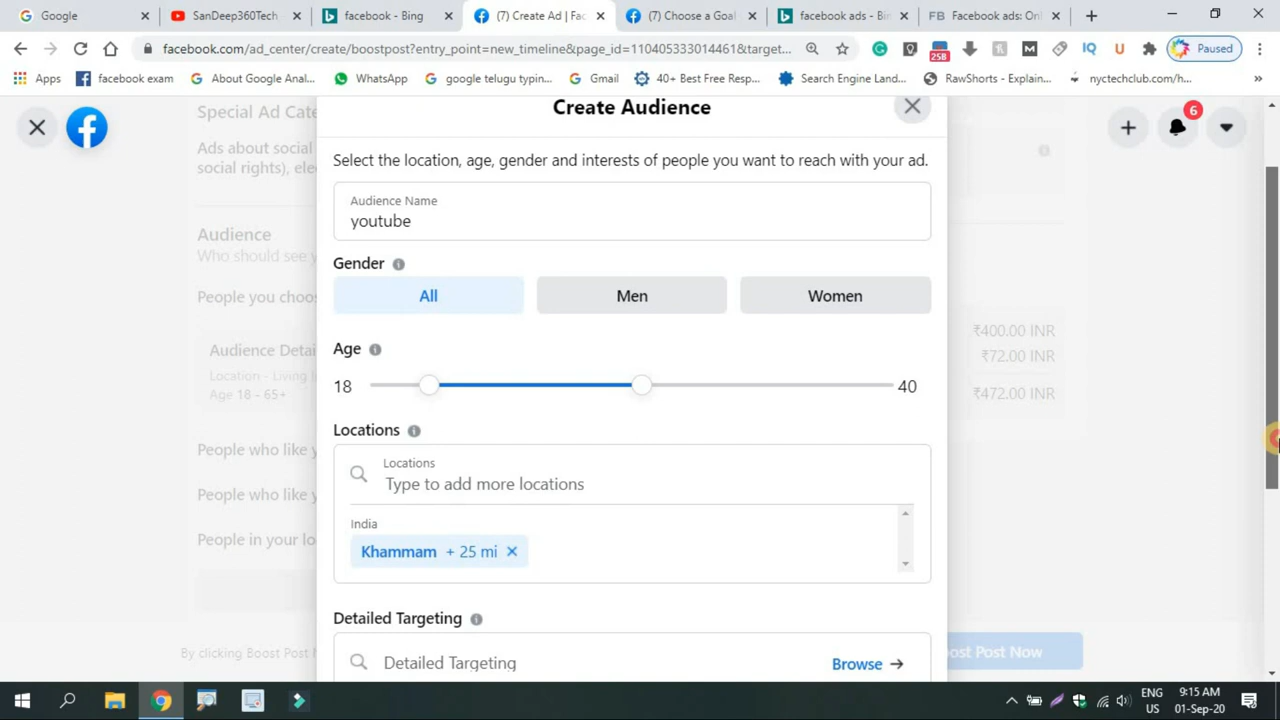 Google
SanDeep360Tech
facebook - Bing
(7) Create Ad | Fac
(7) Choose a Goal
facebook ads - Bin
FB Facebook ads: Onl
facebook.com/ad_center/create/boostpost?entry_point=new_timeline&page_id=110405333014461&target...
258
Paused
Apps
facebook exam
About Google Anal...
WhatsApp
google telugu typin...
Gmail
40+ Best Free Resp...
Search Engine Land...
RawShorts - Explain...
nyctechclub.com/h...
»
Special Ad Cate
Ads about social
social rights), elec
Audience
Who should see y
People you choos
Audience Detai
Location - Living I
Age 18 - 65+
People who like y
People who like y
People in your lo
By clicking Boost Post N
Create Audience
Select the location, age, gender and interests of people you want to reach with your ad.
Audience Name
youtube
Gender
All
Men
Women
Age
18
40
Locations
Locations
Type to add more locations
India
Khammam + 25 mi
Detailed Targeting
Detailed Targeting
Browse →
6
₹400.00 INR
₹72.00 INR
₹472.00 INR
ost Post Now
ENG
US
9:15 AM
01-Sep-20